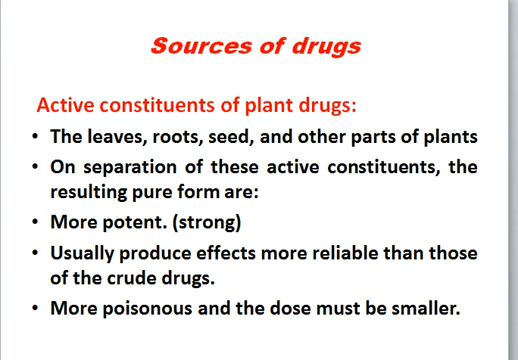 Sources of drugs
Active constituents of plant drugs:
• The leaves, roots, seed, and other parts of plants
• On separation of these active constituents, the
resulting pure form are:
• More potent. (strong)
• Usually produce effects more reliable than those
of the crude drugs.
• More poisonous and the dose must be smaller.